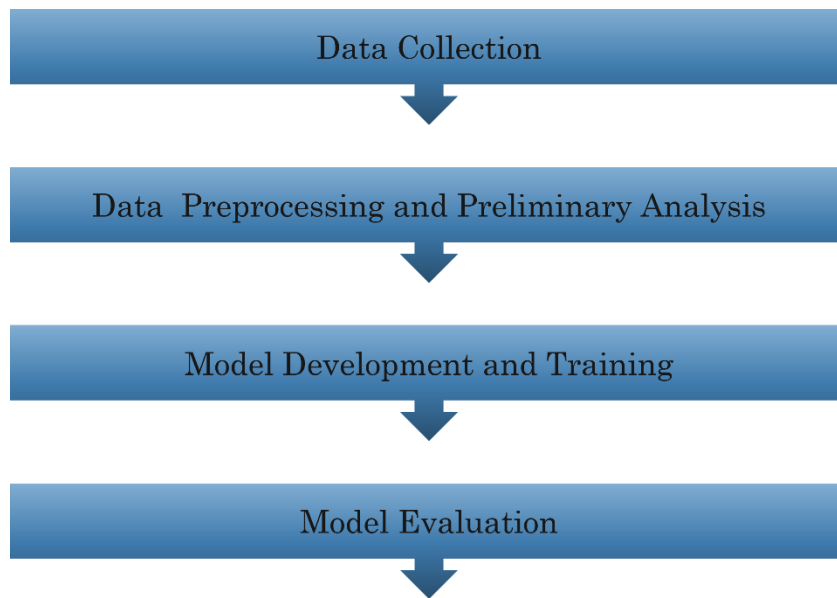 Data Collection
Data  Preprocessing and Preliminary Analysis
Model Development and Training
Model Evaluation